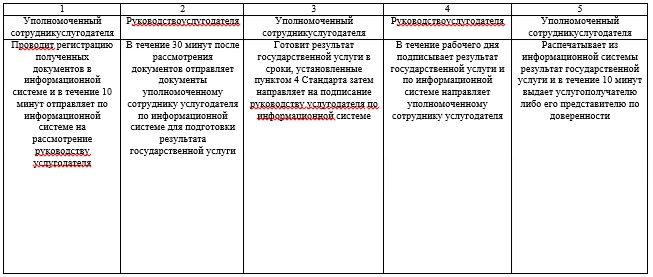 1
2
3
4
5
Уполномоченный
сотрудникуслугодателя
Руководствоуслугодателя
Уполномоченный
сотрудникуслугодателя
Руководствоуслугодателя
Уполномоченный
сотрудникуслугодателя
Проводит регистрацию
полученных
документов в
информационной
системе и в течение 10
минут отправляет по
информационной
системе на
рассмотрение
руководству
услугодателя
В течение 30 минут после
рассмотрения
документов отправляет
документы
уполномоченному
сотруднику услугодателя
по информационной
системе для подготовки
результата
государственной услуги
Готовит результат
государственной услуги в
сроки, установленные
пунктом 4 Стандарта затем
направляет на подписание
руководству услугодателя по
информационной системе
В течение рабочего дня
подписывает результат
государственной услуги и по
информационной
системе направляет
уполномоченному
сотруднику услугодателя
Распечатывает из
информационной системы
результат государственной
услуги и в течение 10 минут
выдает услугополучателю
либо его представителю по
доверенности